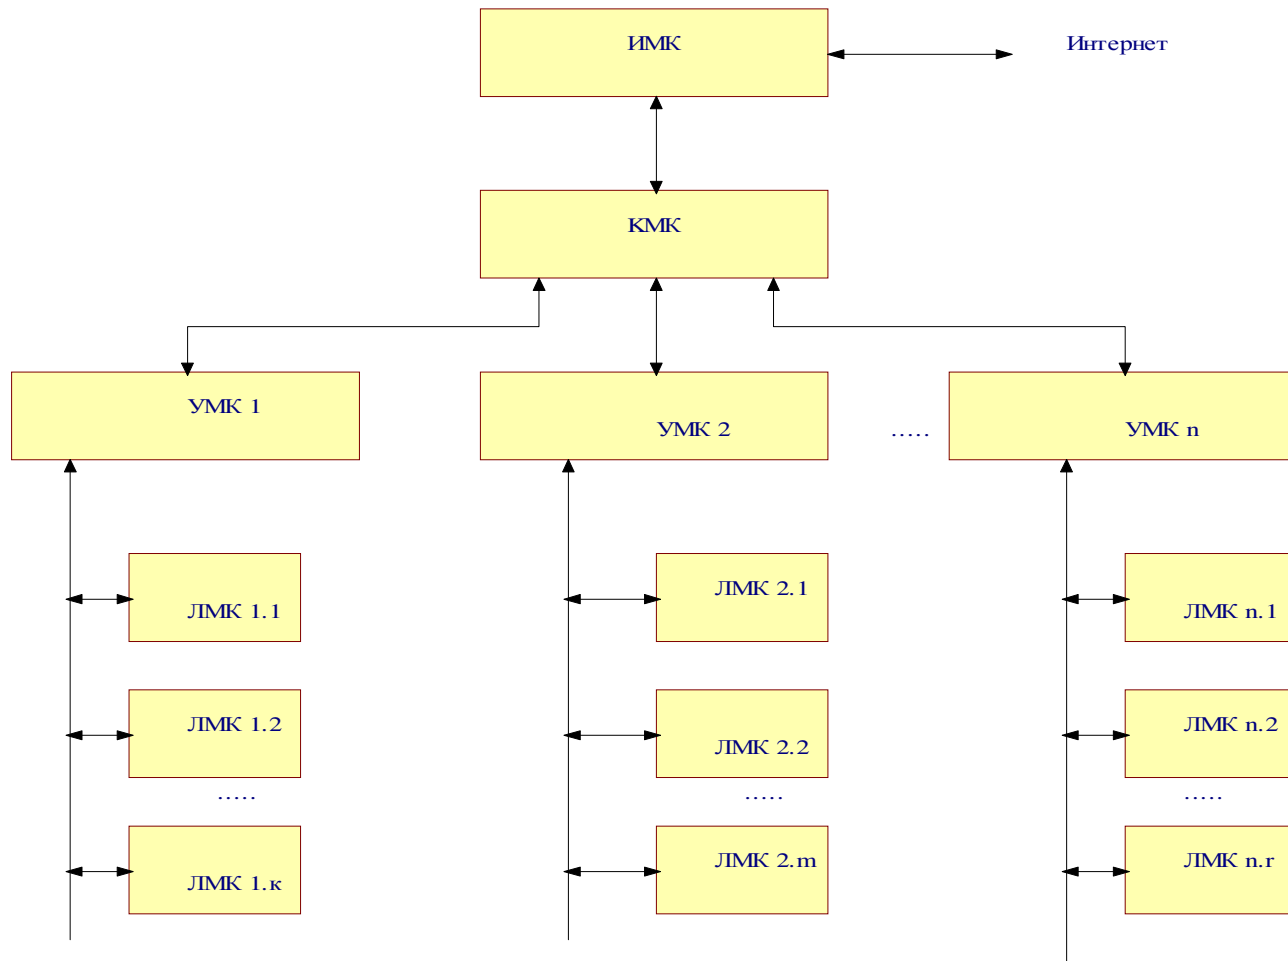 ИМК
Интернет
КМК
УМК 1
УМК 2
.....
УМК n
ЛМК 1.1
ЛМК 2.1
ЛМК n.1
ЛМК 1.2
ЛМК 2.2
ЛМК n.2
.....
.....
.....
ЛМК 1.к
ЛМК 2.m
ЛМК n.r